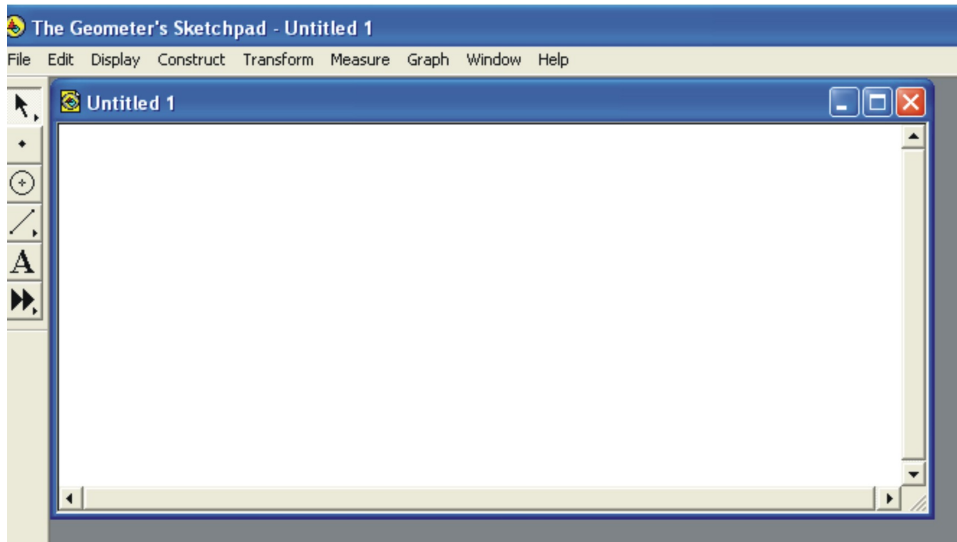 The Geometer's Sketchpad - Untitled 1
File Edit Display Construct Transform Measure Graph Window Help
Untitled 1
A